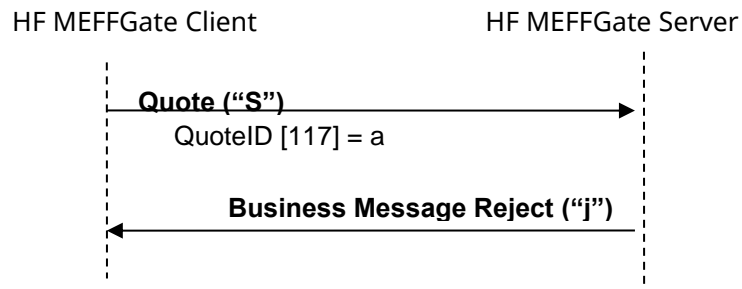 HF MEFFGate Client HF MEFFGate Server
Quote (“S”)
QuoteID [117] = a
Business Message Reject (“j”)